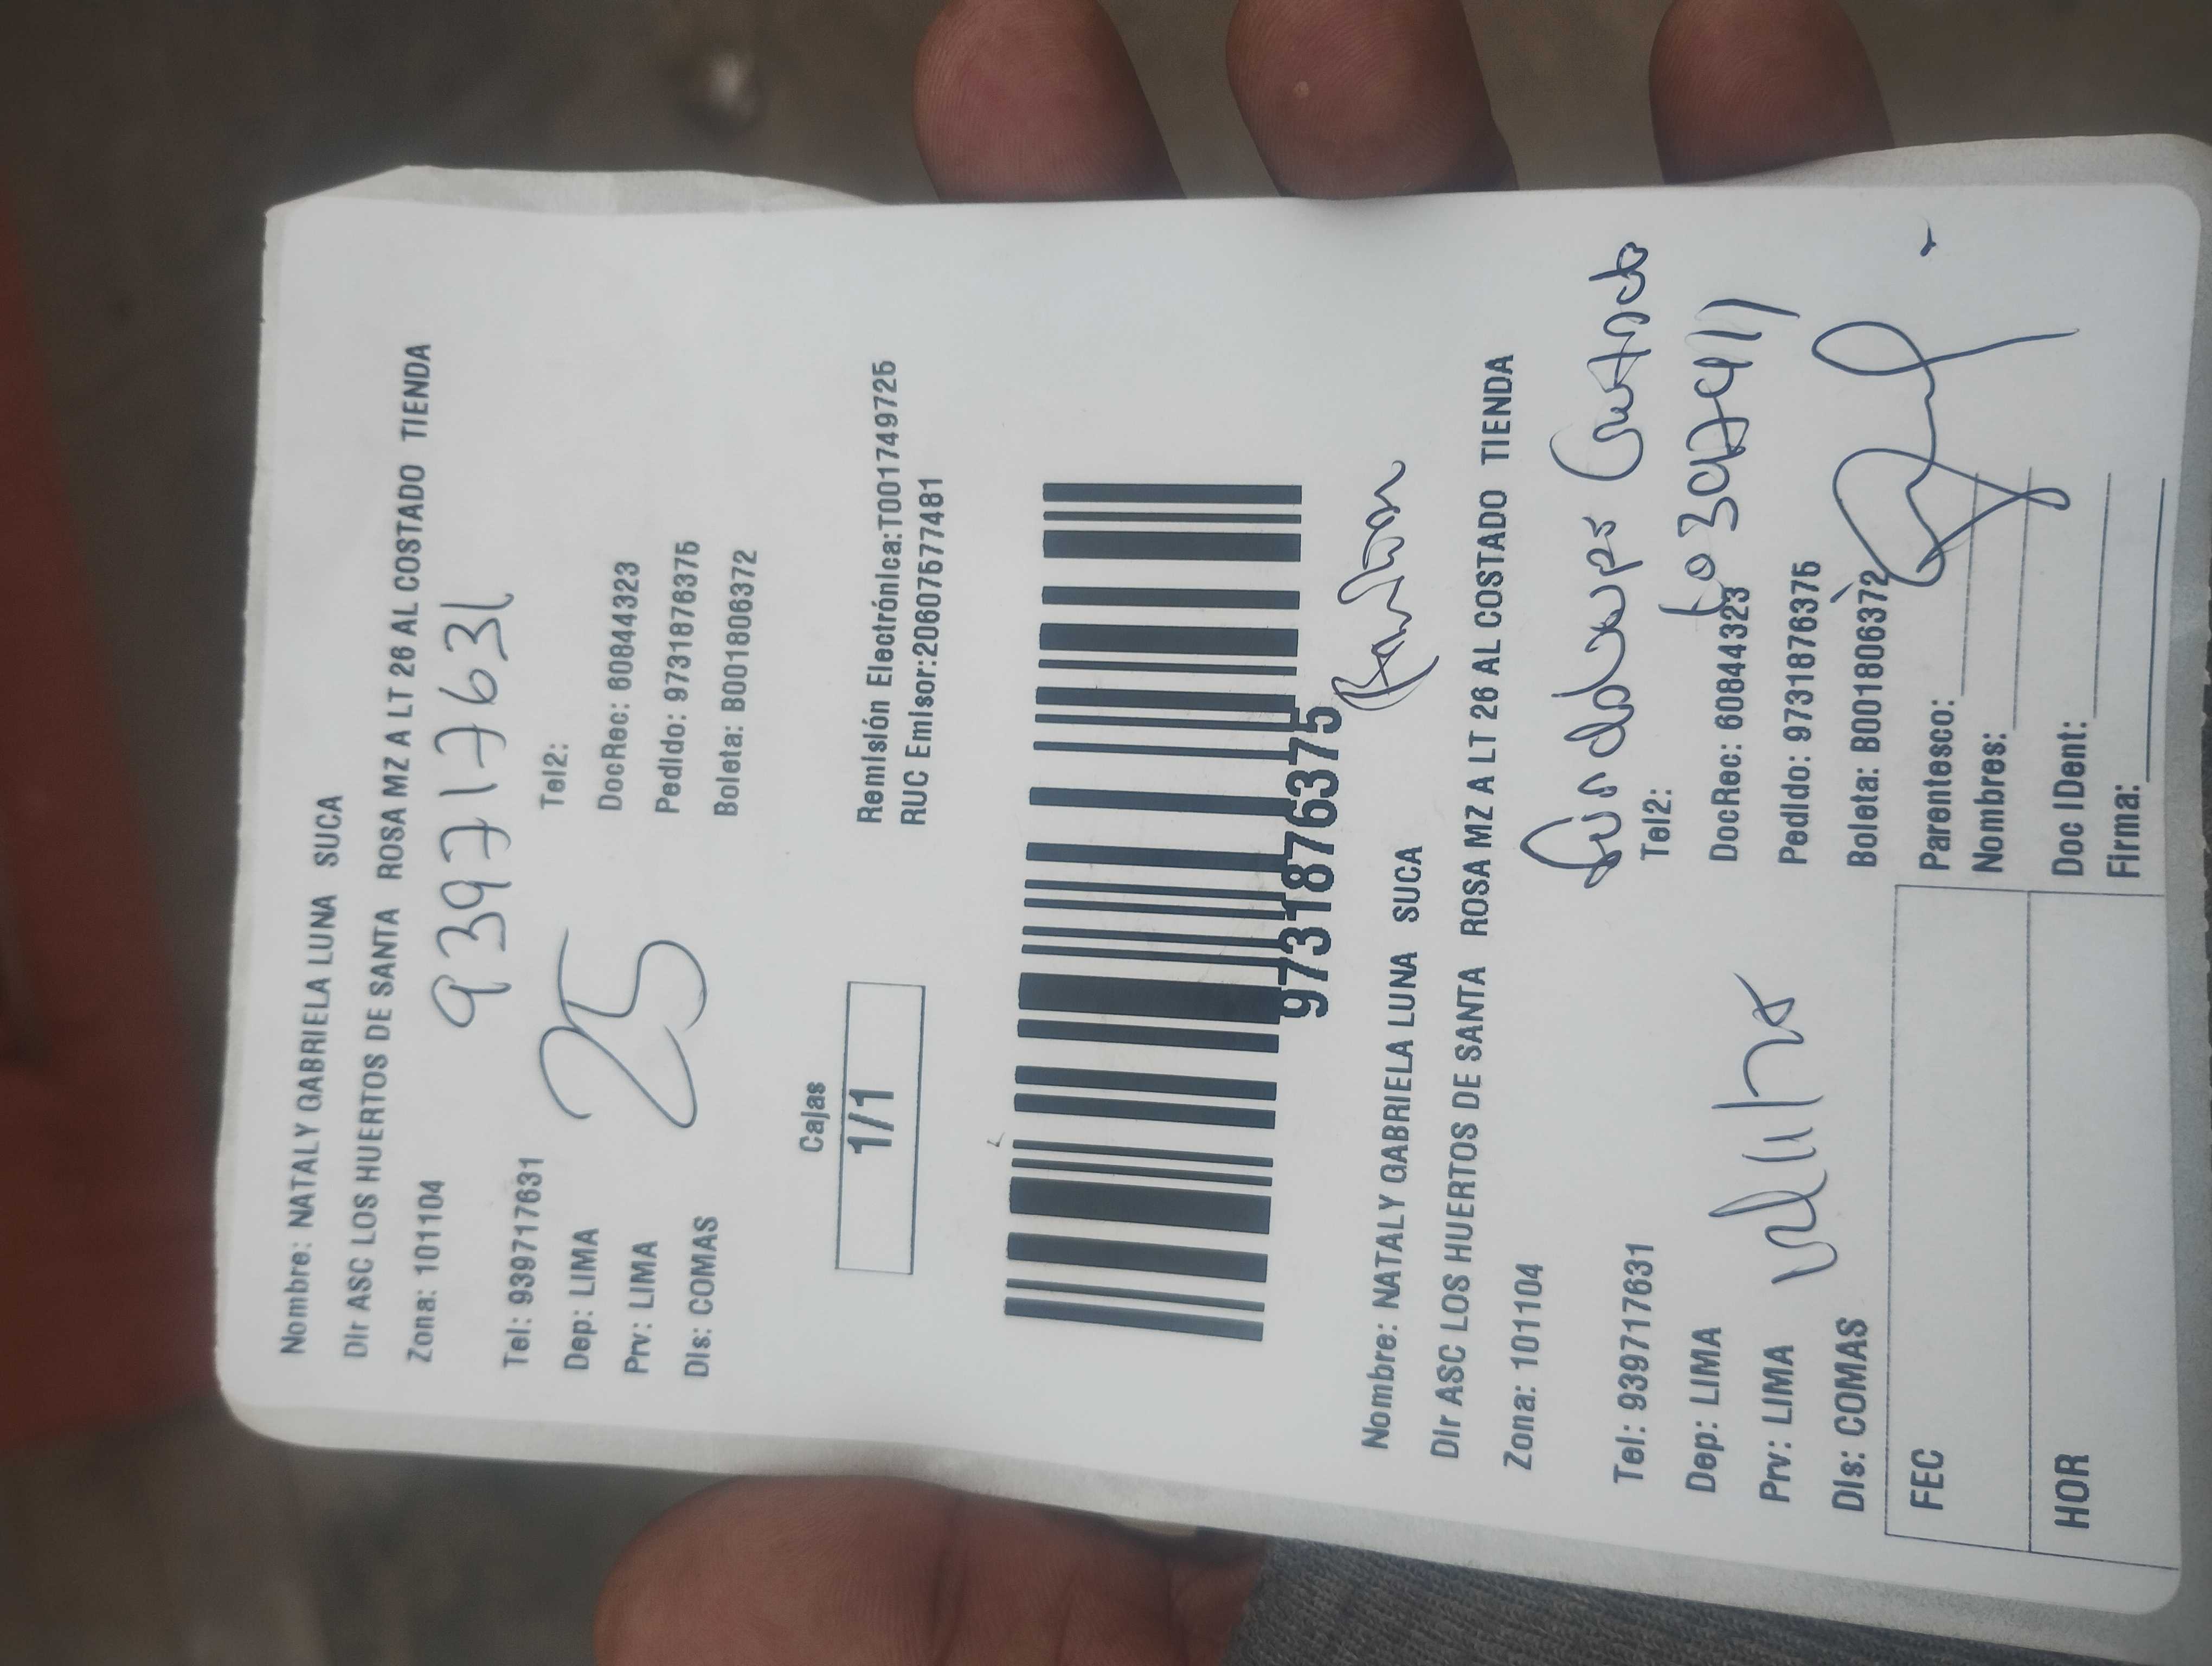 Nombre: NATALY GABRIELA LUNA SUCA
Dir ASC LOS HUERTOS DE SANTA ROSA MZ A LT 26 AL COSTADO TIENDA
Zona: 101104
939717631
Tel: 939717631 Tel2:
Dep: LIMA DocRec: 60844323
Prv: LIMA Pedido: 97318876375
Dis: COMAS Boleta: B001806372
25
Cajas
1/1
Remisión Electrónica:T001749725
RUC Emisor:20607577481
97318876375
Nombre: NATALY GABRIELA LUNA SUCA
Dir ASC LOS HUERTOS DE SANTA ROSA MZ A LT 26 AL COSTADO TIENDA
Zona: 101104
Tel: 939717631 Tel2:
Dep: LIMA DocRec: 60844323
Prv: LIMA Pedido: 97318876375
Dis: COMAS Boleta: B001806372
FEC
HOR
Parentesco:
Nombres:
Doc IDent:
Firma: